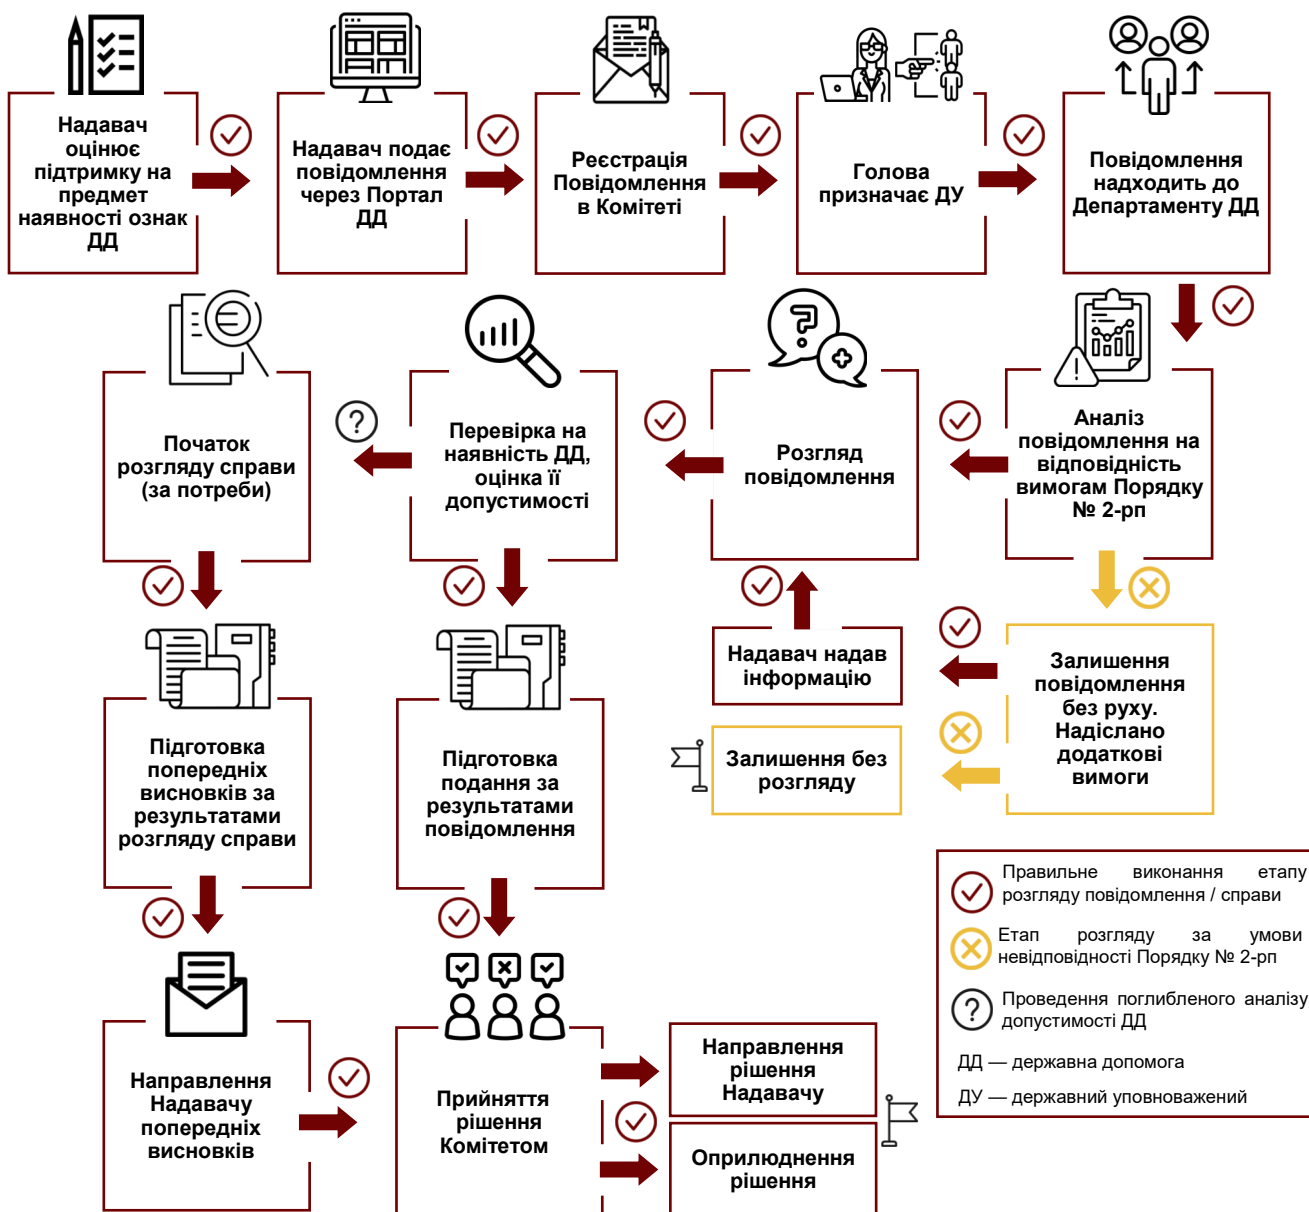 Надавач
оцінює
підтримку на
предмет
наявності ознак
ДД
Надавач подає
повідомлення
через Портал
ДД
Реєстрація
Повідомлення
в Комітеті
Голова
призначає ДУ
Повідомлення
надходить до
Департаменту ДД
Початок
розгляду справи
(за потреби)
Перевірка на
наявність ДД,
оцінка її
допустимості
Розгляд
повідомлення
Аналіз
повідомлення на
відповідність
вимогам Порядку
№ 2-рп
Надавач надав
інформацію
Залишення без
розгляду
Залишення
повідомлення
без руху.
Надіслано
додаткові
вимоги
Підготовка
попередніх
висновків за
результатами
розгляду справи
Підготовка
подання за
результатами
повідомлення
Направлення
Надавачу
попередніх
висновків
Прийняття
рішення
Комітетом
Направлення
рішення
Надавачу
Оприлюднення
рішення
Правильне виконання етапу
розгляду повідомлення / справи
Етап розгляду за умови
невідповідності Порядку № 2-рп
Проведення поглибленого аналізу
допустимості ДД
ДД — державна допомога
ДУ — державний уповноважений